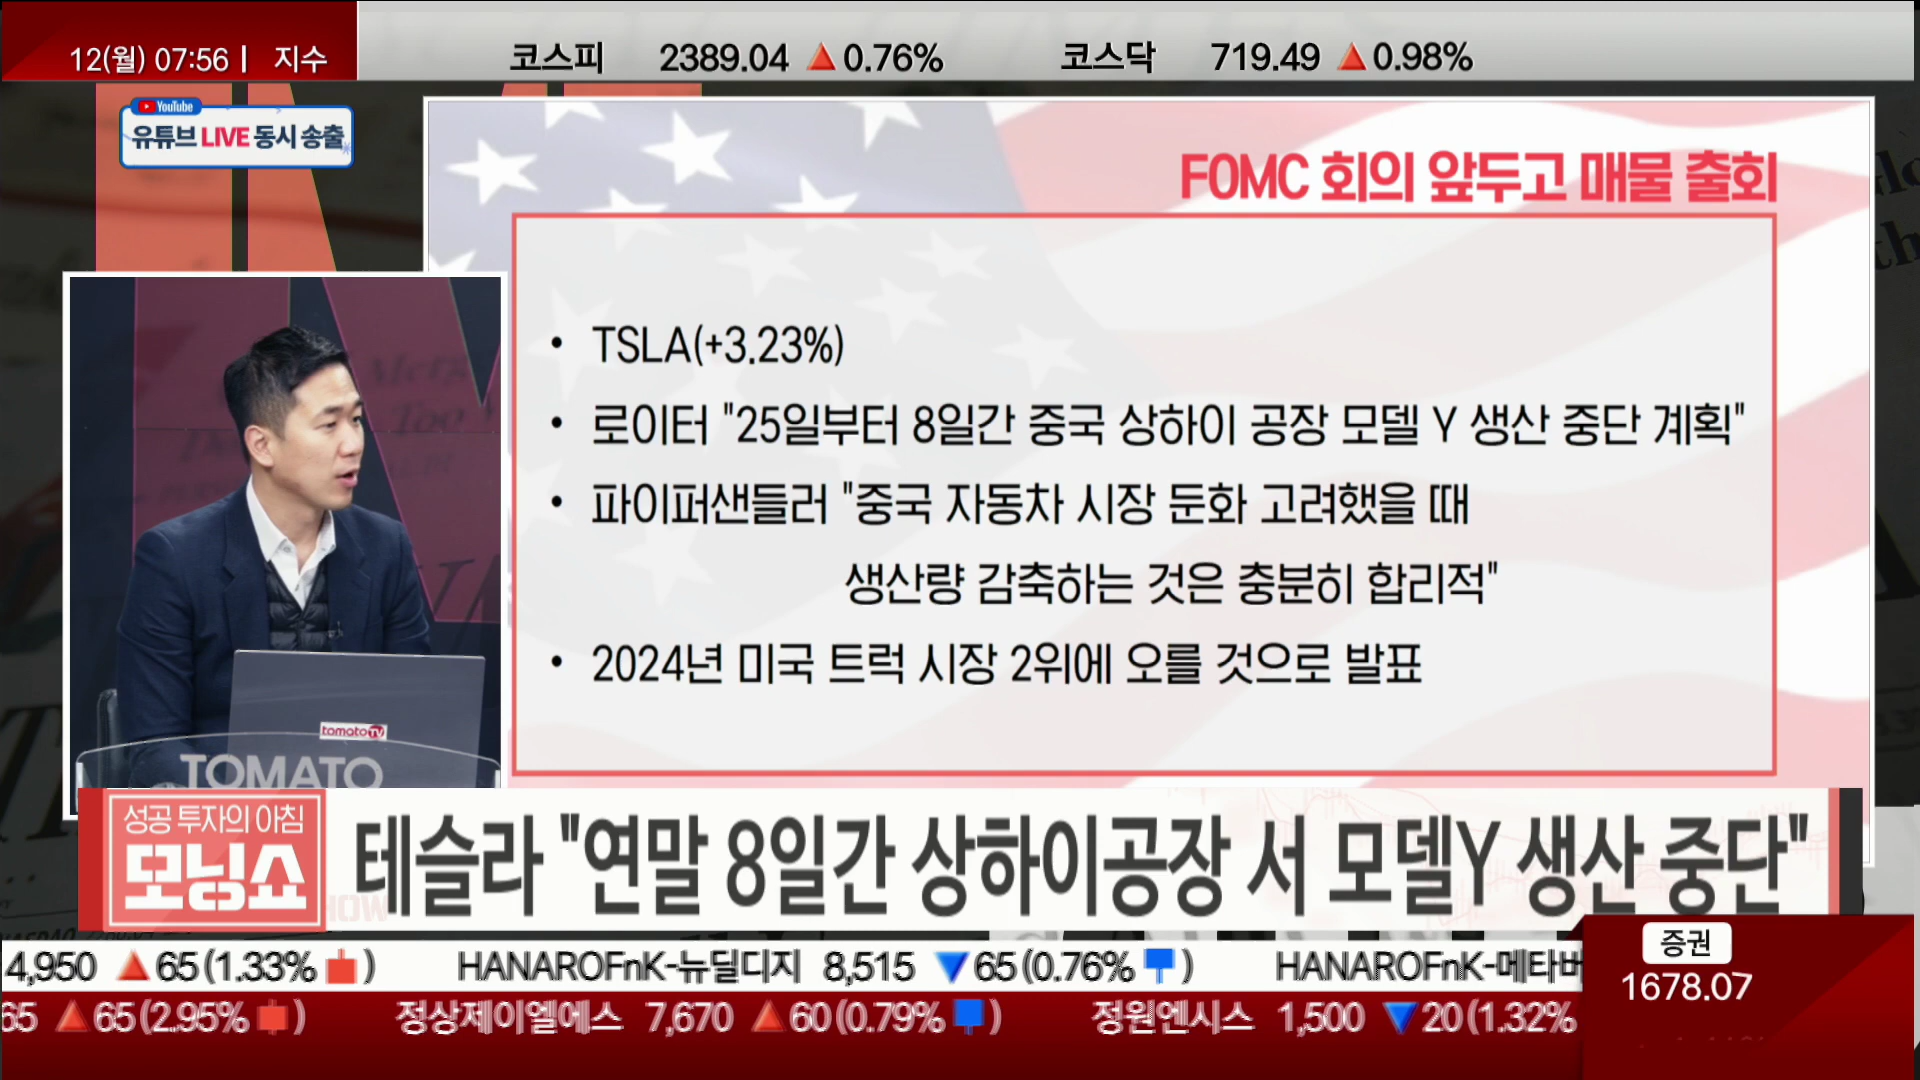 12(월) 07:56 | 지수 코스피 2389.04 ▲0.76% 코스닥 719.49 ▲0.98%
YouTube
유튜브 LIVE 동시 송출
FOMC 회의 앞두고 매물 출회
• TSLA(+3.23%)
• 로이터 "25일부터 8일간 중국 상하이 공장 모델 Y 생산 중단 계획"
• 파이퍼샌들러 "중국 자동차 시장 둔화 고려했을 때
생산량 감축하는 것은 충분히 합리적"
• 2024년 미국 트럭 시장 2위에 오를 것으로 발표
tomatoTV
TOMATO
성공 투자의 아침
모닝쇼
테슬라 "연말 8일간 상하이공장 서 모델Y 생산 중단"
4,950 ▲65(1.33%) HANAROFnK-뉴딜디지 8,515 ▼65(0.76%) HANAROFnK-메타버
증권
1678.07
65 ▲65(2.95%) 정상제이엘에스 7,670 ▲60(0.79%) 정원엔시스 1,500 ▼20(1.32%